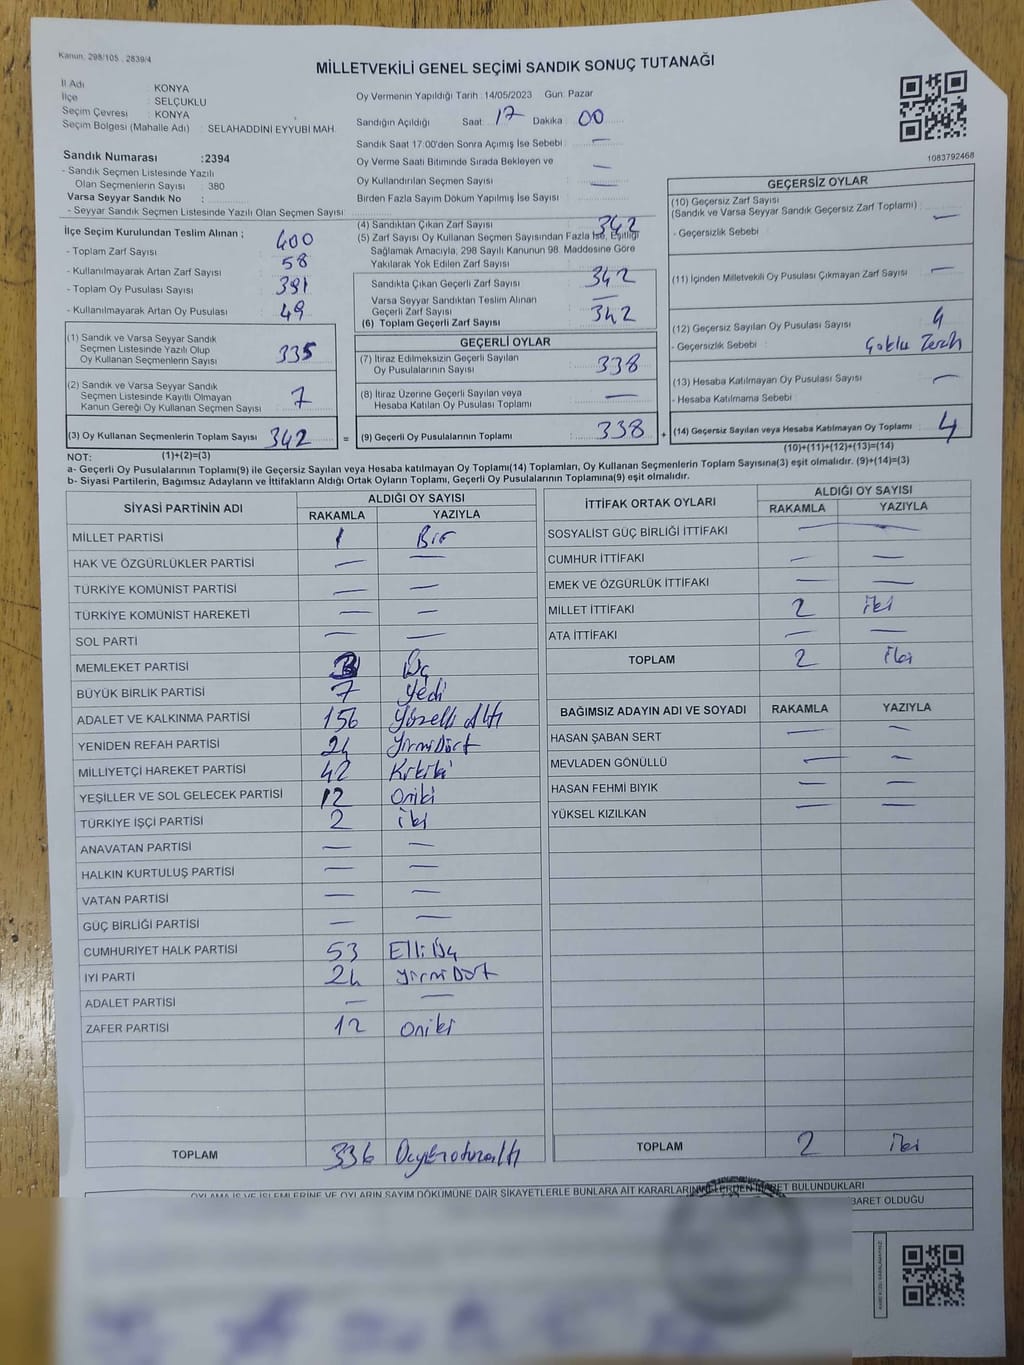 Kanun: 298/105 , 2839/4
MİLLETVEKİLİ GENEL SEÇİMİ SANDIK SONUÇ TUTANAĞI
İl Adı : KONYA
İlçe : SELÇUKLU
Seçim Çevresi : KONYA
Seçim Bölgesi (Mahalle Adı) : SELAHADDİNİ EYYUBİ MAH.
Oy Vermenin Yapıldığı Tarih :14/05/2023 Gün: Pazar
Sandığın Açıldığı Saat: 17 Dakika : 00
Sandık Saat 17:00'den Sonra Açımış İse Sebebi : —
Oy Verme Saati Bitiminde Sırada Bekleyen ve —
Oy Kullandırılan Seçmen Sayısı : —
Birden Fazla Sayım Döküm Yapılmış İse Sayısı :
1083792468
Sandık Numarası :2394
- Sandık Seçmen Listesinde Yazılı
Olan Seçmenlerin Sayısı : 380
Varsa Seyyar Sandık No :
- Seyyar Sandık Seçmen Listesinde Yazılı Olan Seçmen Sayısı:
İlçe Seçim Kurulundan Teslim Alınan ;
- Toplam Zarf Sayısı : 400
- Kullanılmayarak Artan Zarf Sayısı : 58
- Toplam Oy Pusulası Sayısı : 391
- Kullanılmayarak Artan Oy Pusulası : 49
(1) Sandık ve Varsa Seyyar Sandık
Seçmen Listesinde Yazılı Olup
Oy Kullanan Seçmenlerin Sayısı : 335
(2) Sandık ve Varsa Seyyar Sandık
Seçmen Listesinde Kayıtlı Olmayan
Kanun Gereği Oy Kullanan Seçmen Sayısı : 7
(3) Oy Kullanan Seçmenlerin Toplam Sayısı : 342 =
(1)+(2)=(3)
(4) Sandıktan Çıkan Zarf Sayısı : 342
(5) Zarf Sayısı Oy Kullanan Seçmen Sayısından Fazla İse, Eşitliği
Sağlamak Amacıyla, 298 Sayılı Kanunun 98. Maddesine Göre
Yakılarak Yok Edilen Zarf Sayısı :
Sandıkta Çıkan Geçerli Zarf Sayısı : 342
Varsa Seyyar Sandıktan Teslim Alınan
Geçerli Zarf Sayısı : —
(6) Toplam Geçerli Zarf Sayısı : 342
GEÇERLİ OYLAR
(7) İtiraz Edilmeksizin Geçerli Sayılan
Oy Pusulalarının Sayısı : 338
(8) İtiraz Üzerine Geçerli Sayılan veya
Hesaba Katılan Oy Pusulaları Toplamı : —
(9) Geçerli Oy Pusulalarının Toplamı : 338 +
GEÇERSİZ OYLAR
(10) Geçersiz Zarf Sayısı
(Sandık ve Varsa Seyyar Sandık Geçersiz Zarf Toplamı) : —
- Geçersizlik Sebebi :
(11) İçinden Milletvekili Oy Pusulası Çıkmayan Zarf Sayısı : —
(12) Geçersiz Sayılan Oy Pusulası Sayısı : 4
- Geçersizlik Sebebi : Çoklu Tercih
(13) Hesaba Katılmayan Oy Pusulası Sayısı : —
- Hesaba Katılmama Sebebi :
(14) Geçersiz Sayılan veya Hesaba Katılmayan Oy Toplamı : 4
(10)+(11)+(12)+(13)=(14)
NOT:
a- Geçerli Oy Pusulalarının Toplamı(9) ile Geçersiz Sayılan veya Hesaba katılmayan Oy Toplamı(14) Toplamları, Oy Kullanan Seçmenlerin Toplam Sayısına(3) eşit olmalıdır. (9)+(14)=(3)
b- Siyasi Partilerin, Bağımsız Adayların ve İttifakların Aldığı Ortak Oyların Toplamı, Geçerli Oy Pusulalarının Toplamına(9) eşit olmalıdır.
SİYASİ PARTİNİN ADI ALDIĞI OY SAYISI
RAKAMLA YAZIYLA
MİLLET PARTİSİ 1 Bir
HAK VE ÖZGÜRLÜKLER PARTİSİ — —
TÜRKİYE KOMÜNİST PARTİSİ — —
TÜRKİYE KOMÜNİST HAREKETİ — —
SOL PARTİ — —
MEMLEKET PARTİSİ 3 Üç
BÜYÜK BİRLİK PARTİSİ 7 Yedi
ADALET VE KALKINMA PARTİSİ 156 Yüzelli Altı
YENİDEN REFAH PARTİSİ 24 YirmiDört
MİLLİYETÇİ HAREKET PARTİSİ 42 Kırkiki
YEŞİLLER VE SOL GELECEK PARTİSİ 12 Oniki
TÜRKİYE İŞÇİ PARTİSİ 2 iki
ANAVATAN PARTİSİ — —
HALKIN KURTULUŞ PARTİSİ — —
VATAN PARTİSİ — —
GÜÇ BİRLİĞİ PARTİSİ — —
CUMHURIYET HALK PARTİSİ 53 Elli Üç
IYI PARTİ 24 Yirmi Dört
ADALET PARTİSİ — —
ZAFER PARTİSİ 12 oniki
TOPLAM 336 Üçyüzotuzaltı
İTTİFAK ORTAK OYLARI ALDIĞI OY SAYISI
RAKAMLA YAZIYLA
SOSYALİST GÜÇ BİRLİĞİ İTTİFAKI — —
CUMHUR İTTİFAKI — —
EMEK VE ÖZGÜRLÜK İTTİFAKI — —
MİLLET İTTİFAKI 2 iki
ATA İTTİFAKI — —
TOPLAM 2 iki
BAĞIMSIZ ADAYIN ADI VE SOYADI RAKAMLA YAZIYLA
HASAN ŞABAN SERT — —
MEVLADEN GÖNÜLLÜ — —
HASAN FEHMİ BIYIK — —
YÜKSEL KIZILKAN — —
TOPLAM 2 iki
OYLAMA İŞ VE İŞLEMLERİNE VE OYLARIN SAYIM DÖKÜMÜNE DAİR ŞİKAYETLERLE BUNLARA AİT KARARLARIN BULUNDUKLARI
BARET OLDUĞU